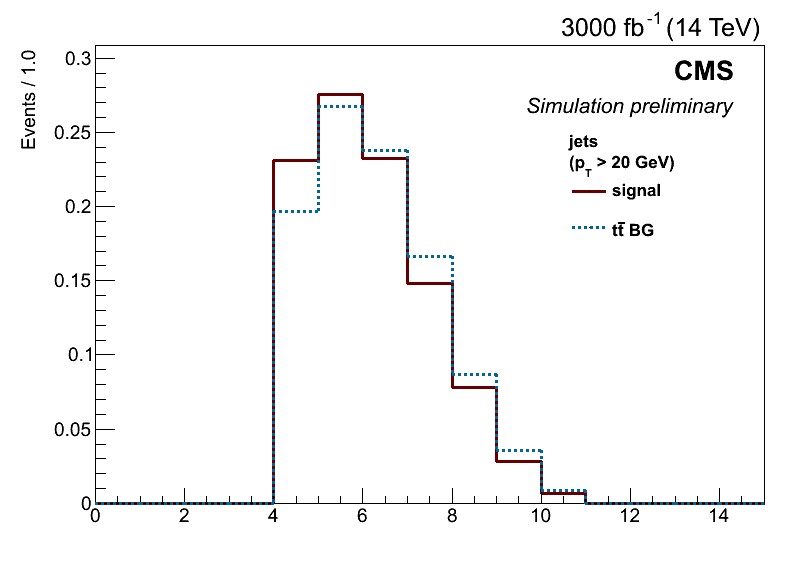 3000 fb⁻¹ (14 TeV)
Events / 1.0
CMS
Simulation preliminary
jets
(p_T > 20 GeV)
signal
tt̄ BG
0.3
0.25
0.2
0.15
0.1
0.05
0
0 2 4 6 8 10 12 14